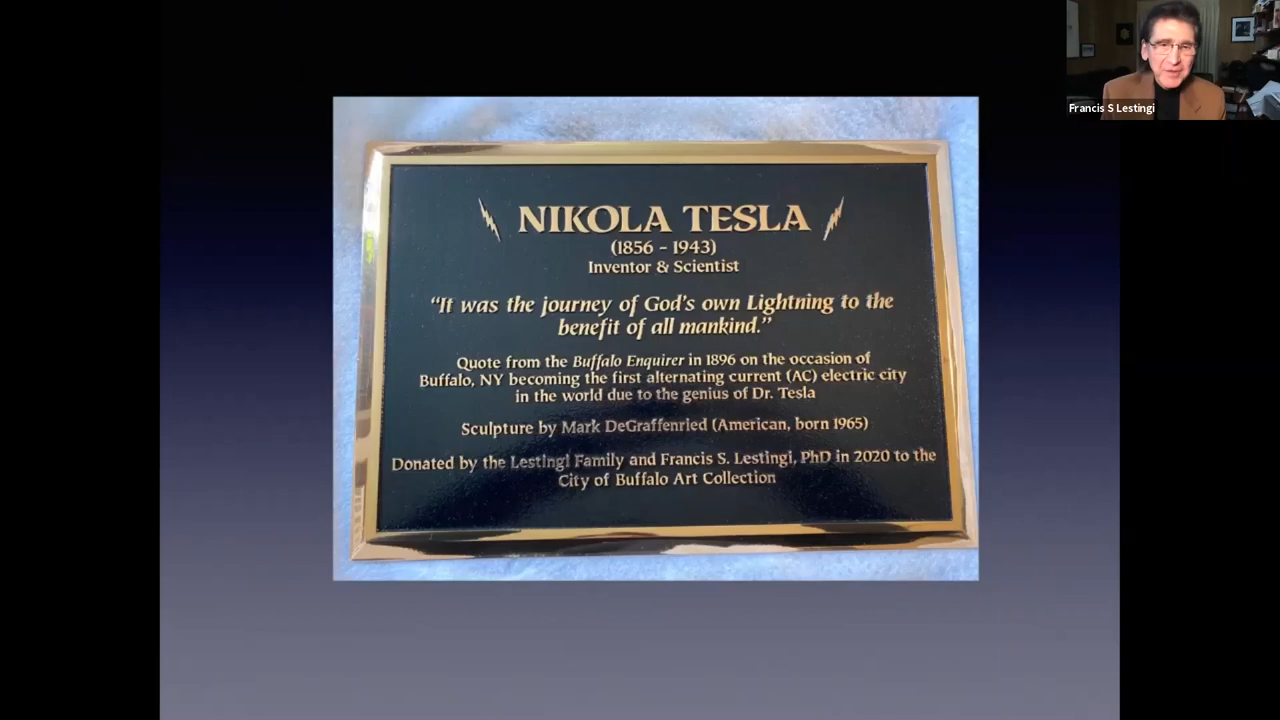 Francis S Lestingi
NIKOLA TESLA
(1856 - 1943)
Inventor & Scientist
"It was the journey of God's own Lightning to the
benefit of all mankind."
Quote from the Buffalo Enquirer in 1896 on the occasion of
Buffalo, NY becoming the first alternating current (AC) electric city
in the world due to the genius of Dr. Tesla
Sculpture by Mark DeGraffenried (American, born 1965)
Donated by the Lestingi Family and Francis S. Lestingi, PhD in 2020 to the
City of Buffalo Art Collection